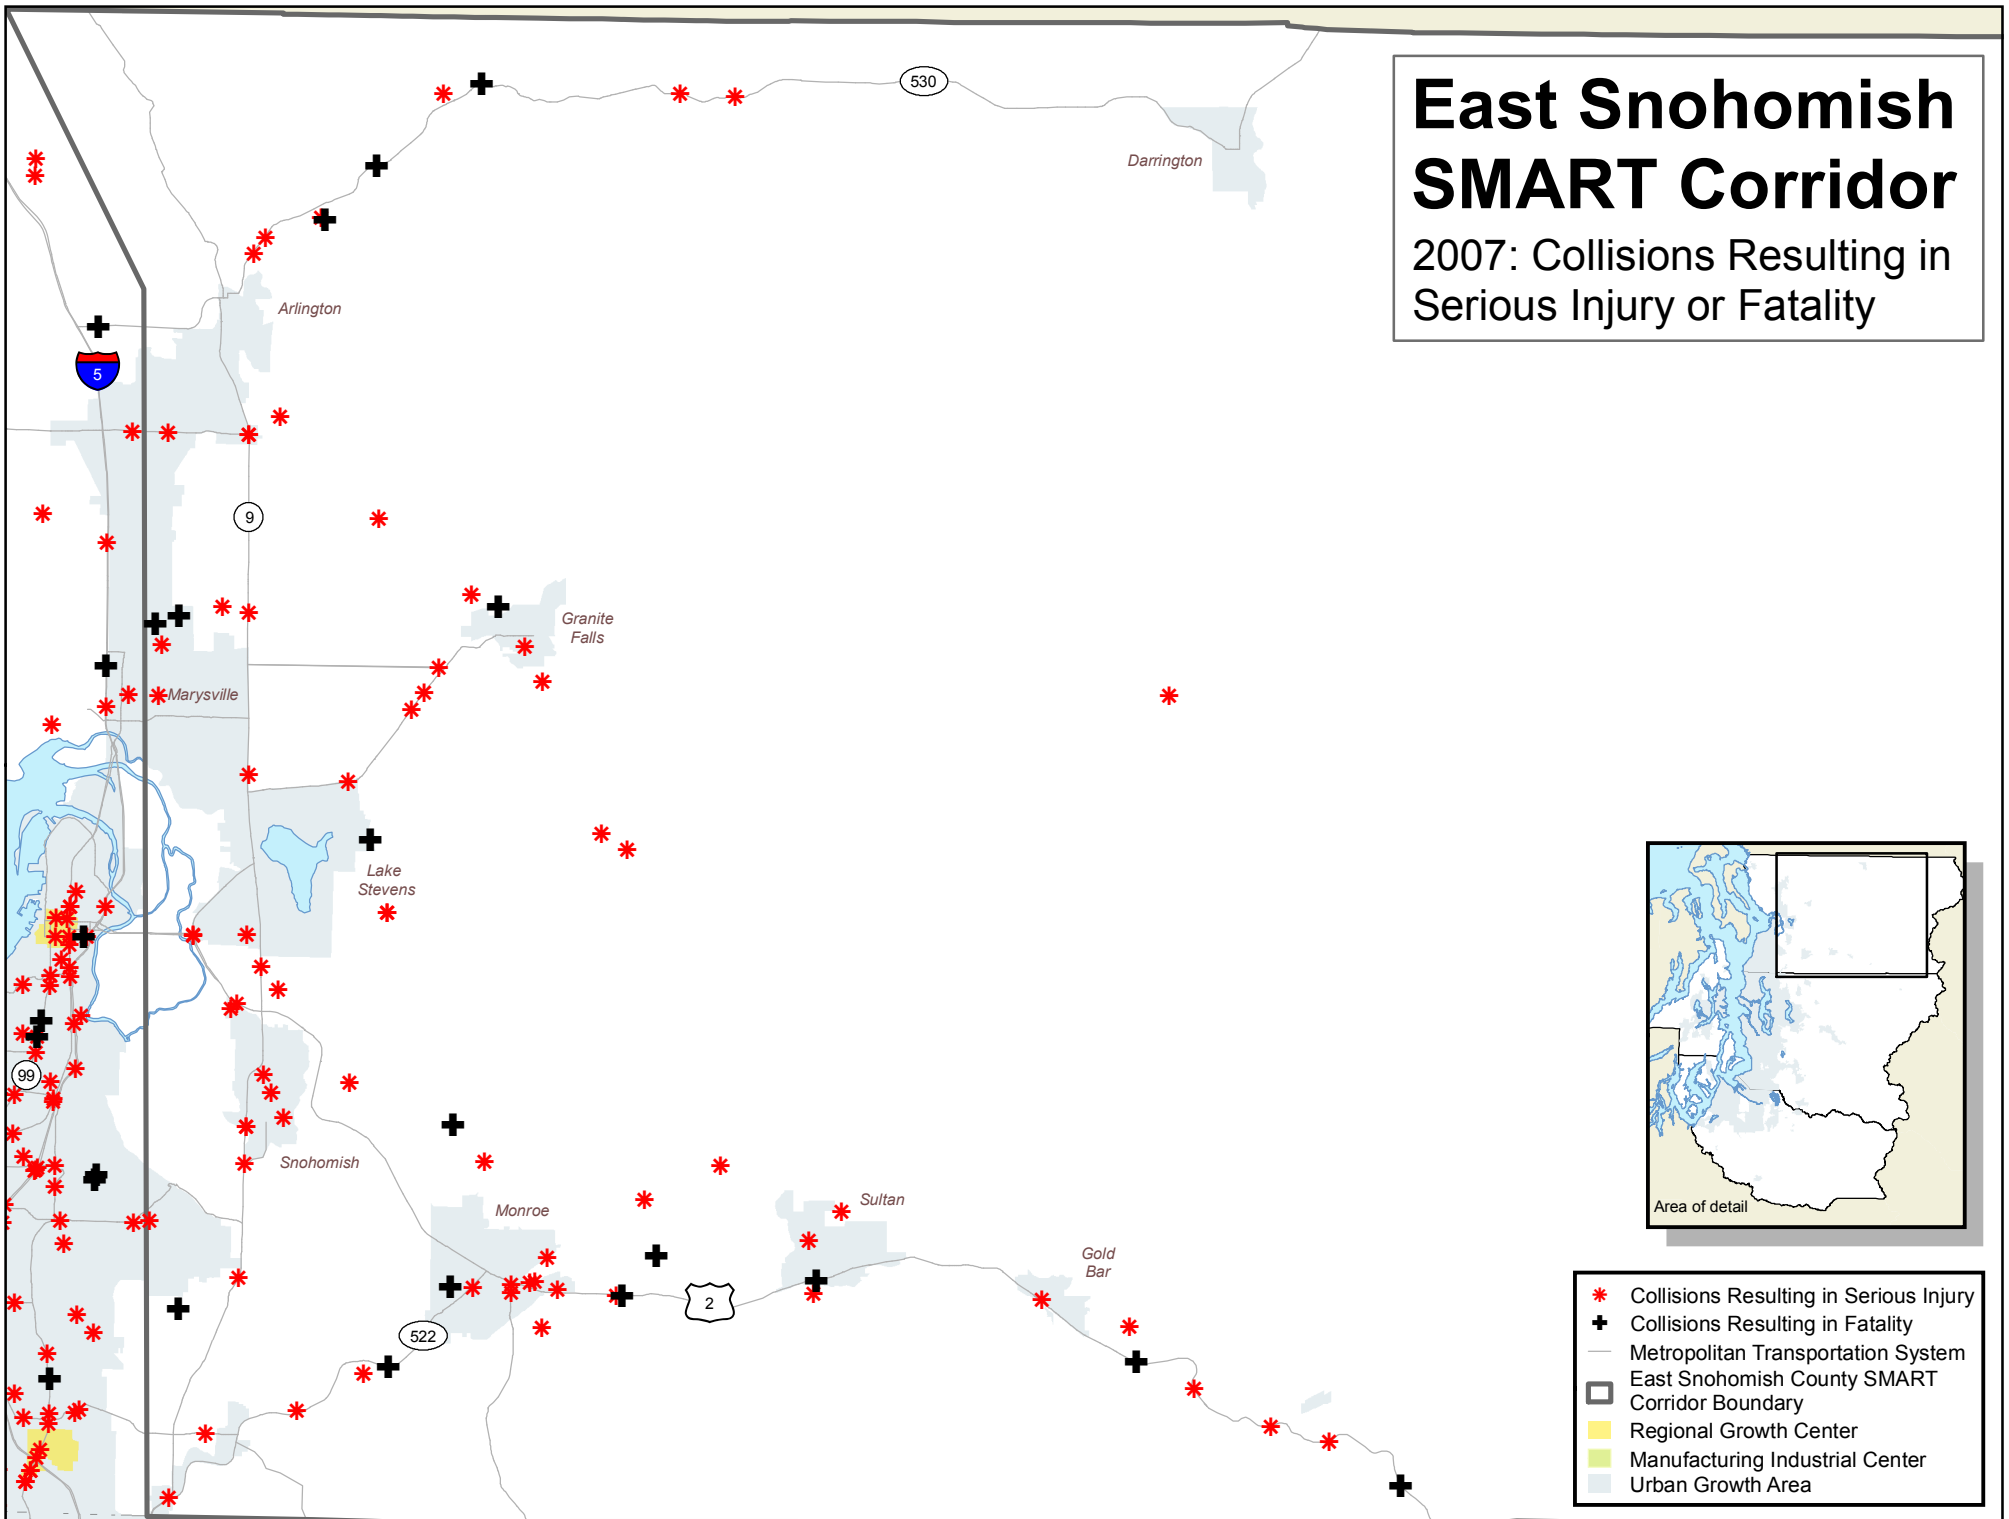 East Snohomish
SMART Corridor
2007: Collisions Resulting in
Serious Injury or Fatality
530
Darrington
Arlington
5
9
Granite
Falls
Marysville
Lake
Stevens
99
Snohomish
Monroe
Sultan
Gold
Bar
2
522
Area of detail
Collisions Resulting in Serious Injury
Collisions Resulting in Fatality
Metropolitan Transportation System
East Snohomish County SMART
Corridor Boundary
Regional Growth Center
Manufacturing Industrial Center
Urban Growth Area